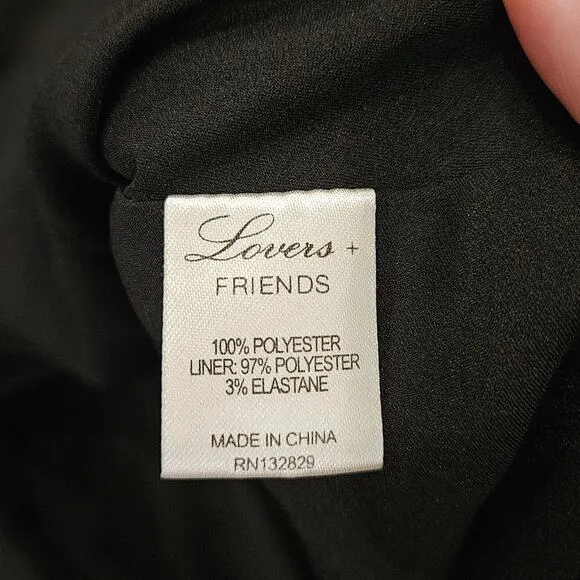 Lovers +
FRIENDS
100% POLYESTER
LINER: 97% POLYESTER
3% ELASTANE
MADE IN CHINA
RN132829